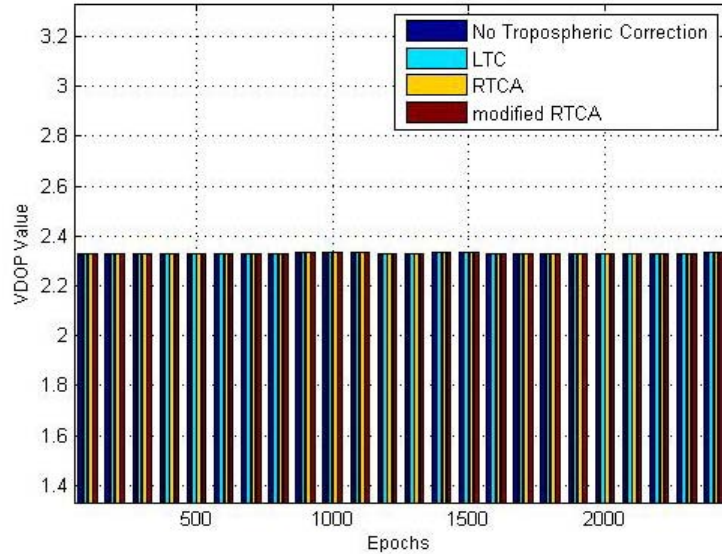 3.2
3
2.8
2.6
2.4
2.2
2
1.8
1.6
1.4
VDOP Value
No Tropospheric Correction
LTC
RTCA
modified RTCA
500
1000
1500
2000
Epochs